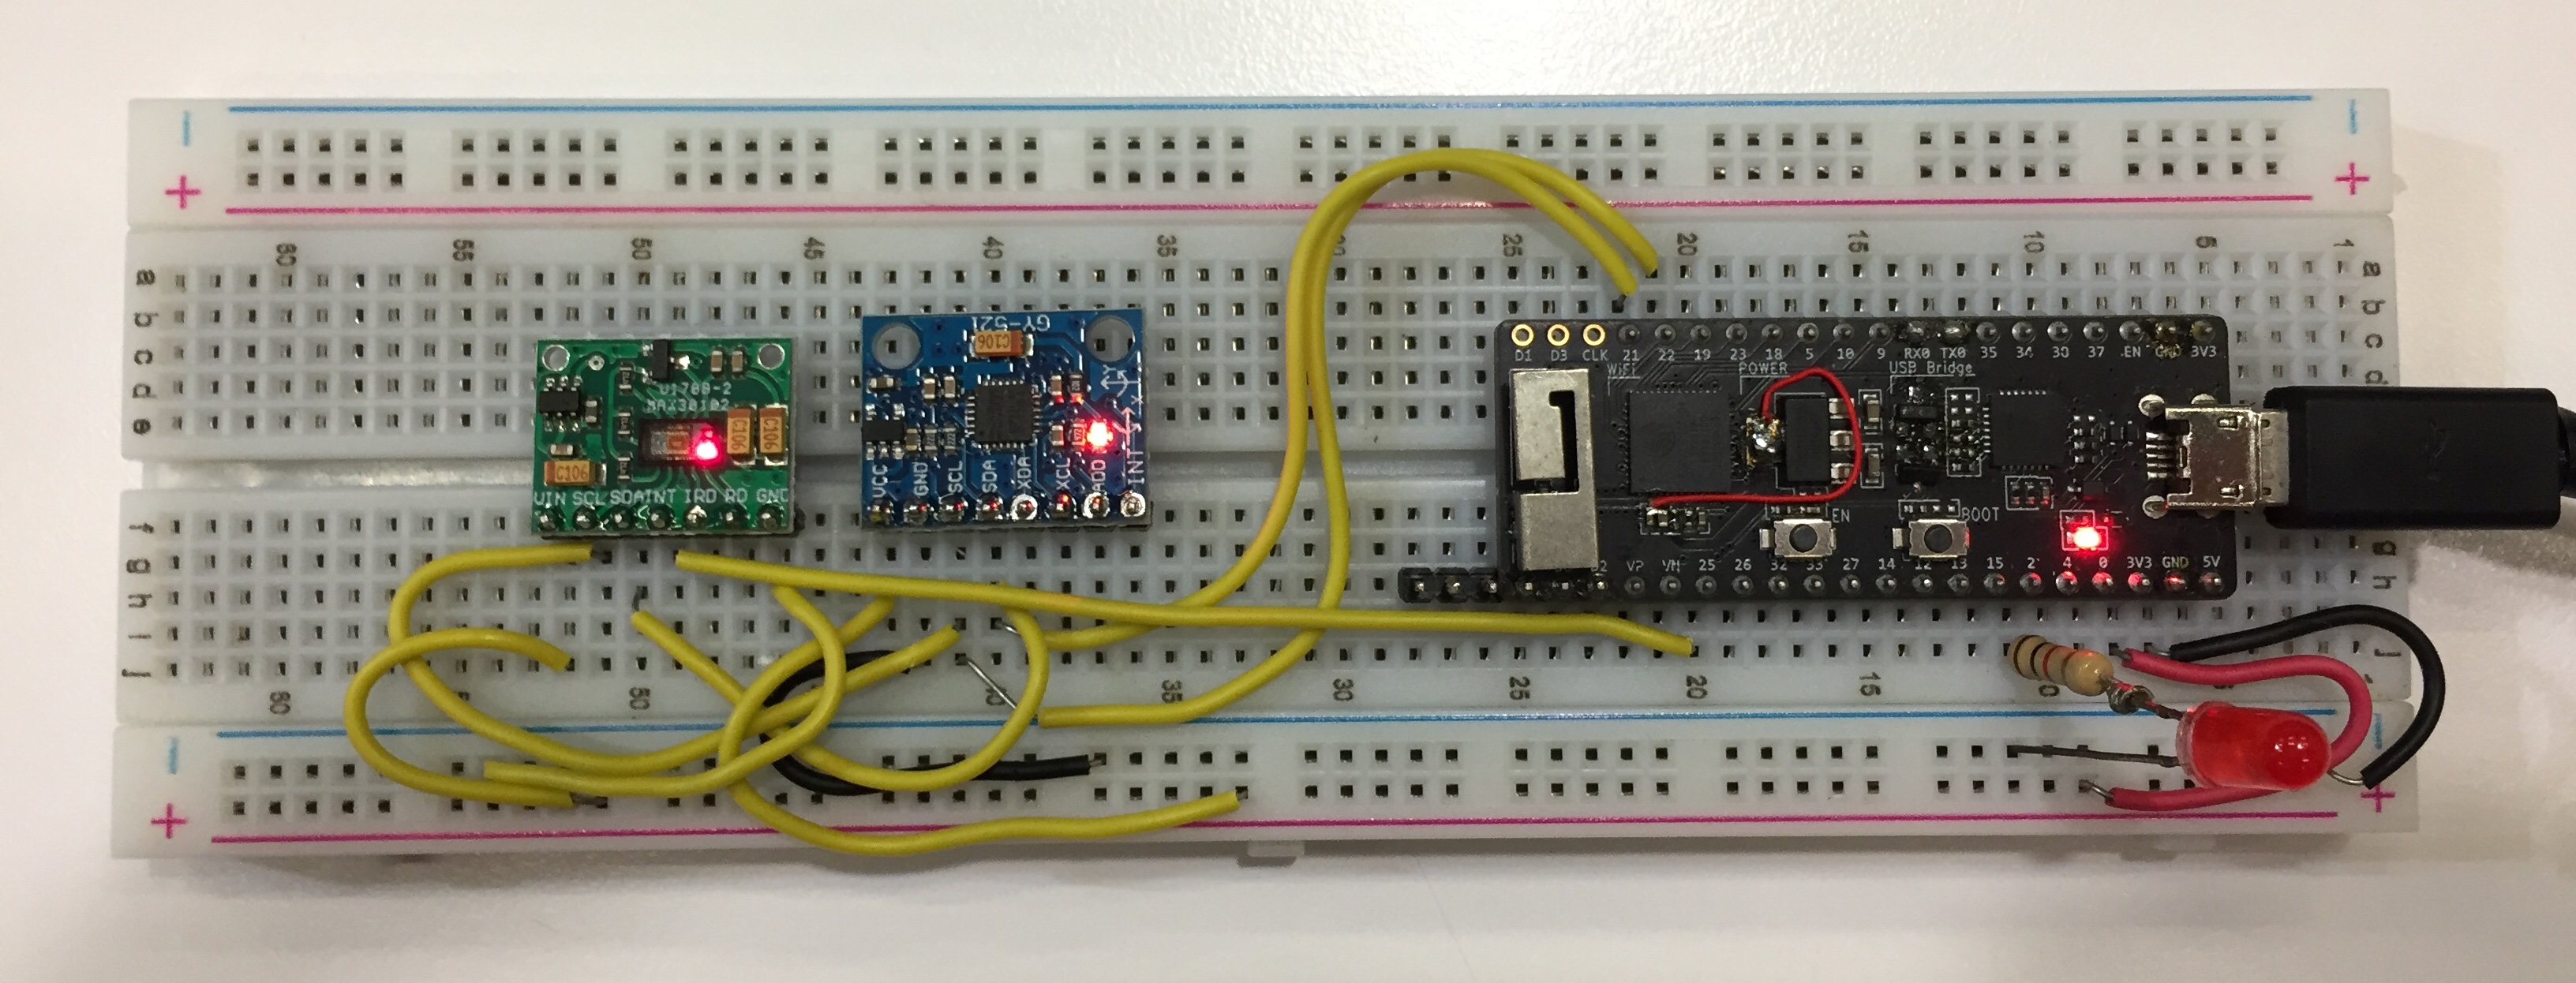 −
−
+
+
60
55
50
45
40
35
30
25
20
15
10
5
1
a
a
b
b
c
c
d
d
e
GY-521
C106
D1 D3 CLK 21 22 19 23 18 5 10 9 RX0 TX0 35 34 38 37 EN GND 3V3
WiFi
POWER
USB Bridge
MAX30102
C106
C106
C106
Y
X
VIN SCL SDA INT IRD RD GND
VCC GND SCL SDA XDA XCL ADD INT
EN
BOOT
VP VN 25 26 32 33 27 14 12 13 15 2 4 0 3V3 GND 5V
f
g
g
h
h
i
j
j
60
50
40
35
30
25
20
15
10
+
+